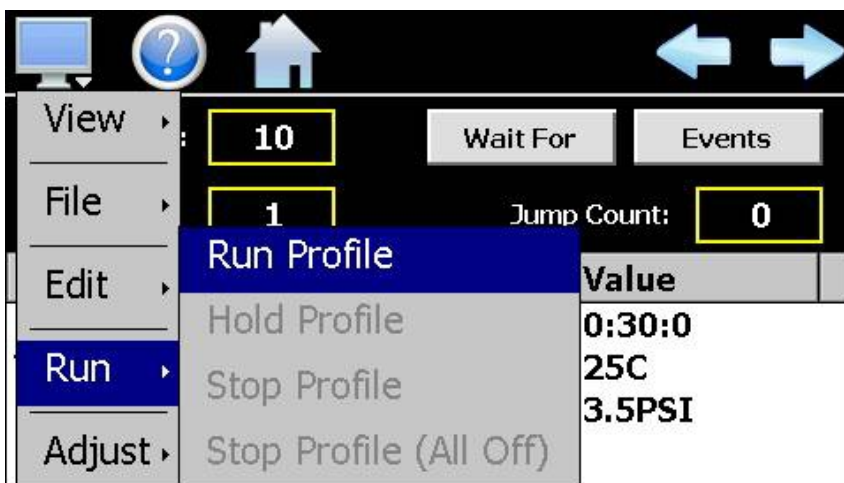 ?
View
: 10 Wait For Events
File
1 Jump Count: 0
Run Profile
Value
Edit
Hold Profile
0:30:0
Run
25C
Stop Profile
3.5PSI
Adjust
Stop Profile (All Off)